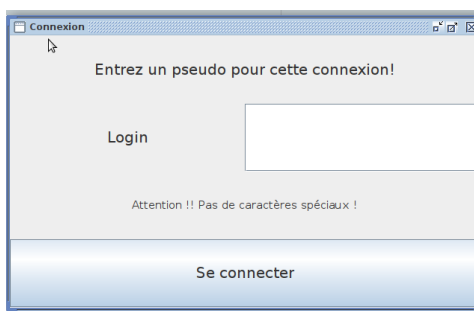 Connexion
Entrez un pseudo pour cette connexion!
Login
Attention !! Pas de caractères spéciaux !
Se connecter